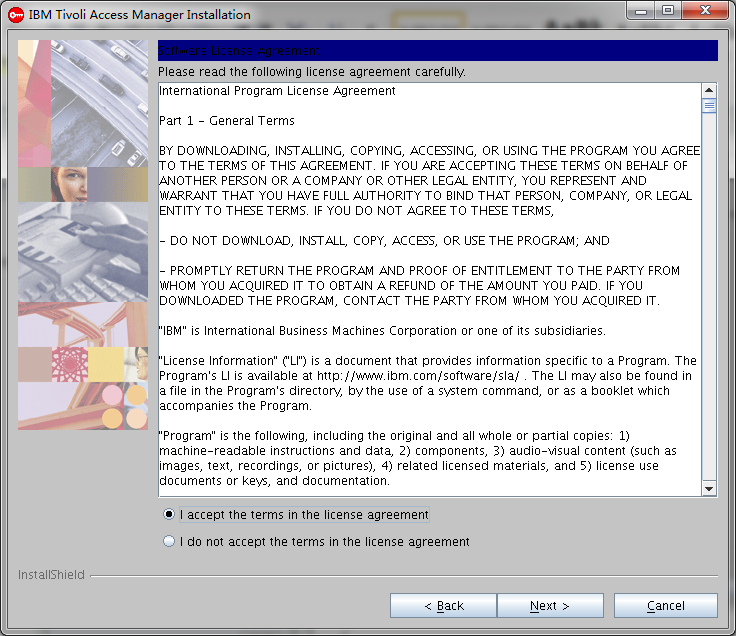 IBM Tivoli Access Manager Installation
Software License Agreement
Please read the following license agreement carefully.
International Program License Agreement
Part 1 - General Terms
BY DOWNLOADING, INSTALLING, COPYING, ACCESSING, OR USING THE PROGRAM YOU AGREE
TO THE TERMS OF THIS AGREEMENT. IF YOU ARE ACCEPTING THESE TERMS ON BEHALF OF
ANOTHER PERSON OR A COMPANY OR OTHER LEGAL ENTITY, YOU REPRESENT AND
WARRANT THAT YOU HAVE FULL AUTHORITY TO BIND THAT PERSON, COMPANY, OR LEGAL
ENTITY TO THESE TERMS. IF YOU DO NOT AGREE TO THESE TERMS,
- DO NOT DOWNLOAD, INSTALL, COPY, ACCESS, OR USE THE PROGRAM; AND
- PROMPTLY RETURN THE PROGRAM AND PROOF OF ENTITLEMENT TO THE PARTY FROM
WHOM YOU ACQUIRED IT TO OBTAIN A REFUND OF THE AMOUNT YOU PAID. IF YOU
DOWNLOADED THE PROGRAM, CONTACT THE PARTY FROM WHOM YOU ACQUIRED IT.
"IBM" is International Business Machines Corporation or one of its subsidiaries.
"License Information" ("LI") is a document that provides information specific to a Program. The
Program's LI is available at http://www.ibm.com/software/sla/ . The LI may also be found in
a file in the Program's directory, by the use of a system command, or as a booklet which
accompanies the Program.
"Program" is the following, including the original and all whole or partial copies: 1)
machine-readable instructions and data, 2) components, 3) audio-visual content (such as
images, text, recordings, or pictures), 4) related licensed materials, and 5) license use
documents or keys, and documentation.
I accept the terms in the license agreement
I do not accept the terms in the license agreement
InstallShield
< Back
Next >
Cancel